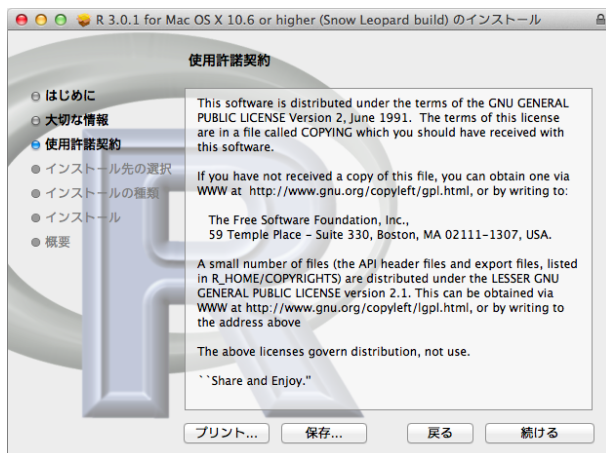 R 3.0.1 for Mac OS X 10.6 or higher (Snow Leopard build) のインストール
使用許諾契約
はじめに
大切な情報
使用許諾契約
インストール先の選択
インストールの種類
インストール
概要
This software is distributed under the terms of the GNU GENERAL
PUBLIC LICENSE Version 2, June 1991.  The terms of this license
are in a file called COPYING which you should have received with
this software.
If you have not received a copy of this file, you can obtain one via
WWW at  http://www.gnu.org/copyleft/gpl.html, or by writing to:
The Free Software Foundation, Inc.,
59 Temple Place – Suite 330, Boston, MA 02111-1307, USA.
A small number of files (the API header files and export files, listed
in R_HOME/COPYRIGHTS) are distributed under the LESSER GNU
GENERAL PUBLIC LICENSE version 2.1. This can be obtained via
WWW at http://www.gnu.org/copyleft/lgpl.html, or by writing to
the address above
The above licenses govern distribution, not use.
``Share and Enjoy.''
プリント...
保存...
戻る
続ける